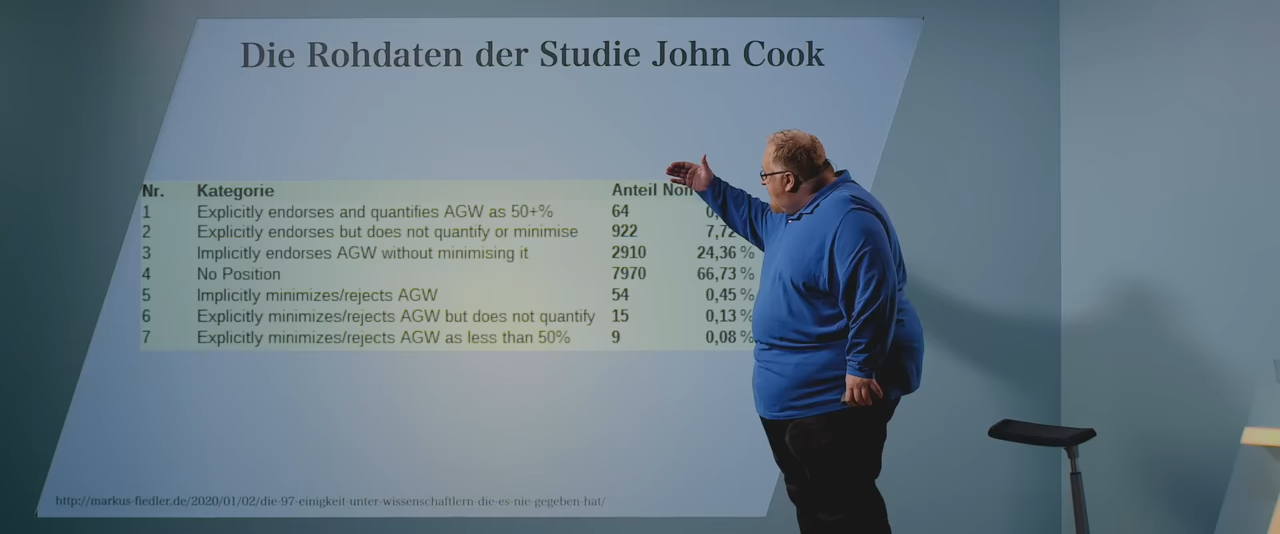 Die Rohdaten der Studie John Cook
Nr. Kategorie Anteil
1 Explicitly endorses and quantifies AGW as 50+% 64
2 Explicitly endorses but does not quantify or minimise 922 7,72
3 Implicitly endorses AGW without minimising it 2910 24,36 %
4 No Position 7970 66,73 %
5 Implicitly minimizes/rejects AGW 54 0,45 %
6 Explicitly minimizes/rejects AGW but does not quantify 15 0,13 %
7 Explicitly minimizes/rejects AGW as less than 50% 9 0,08 %
http://markus-fiedler.de/2020/01/02/die-97-einigkeit-unter-wissenschaftlern-die-es-nie-gegeben-hat/